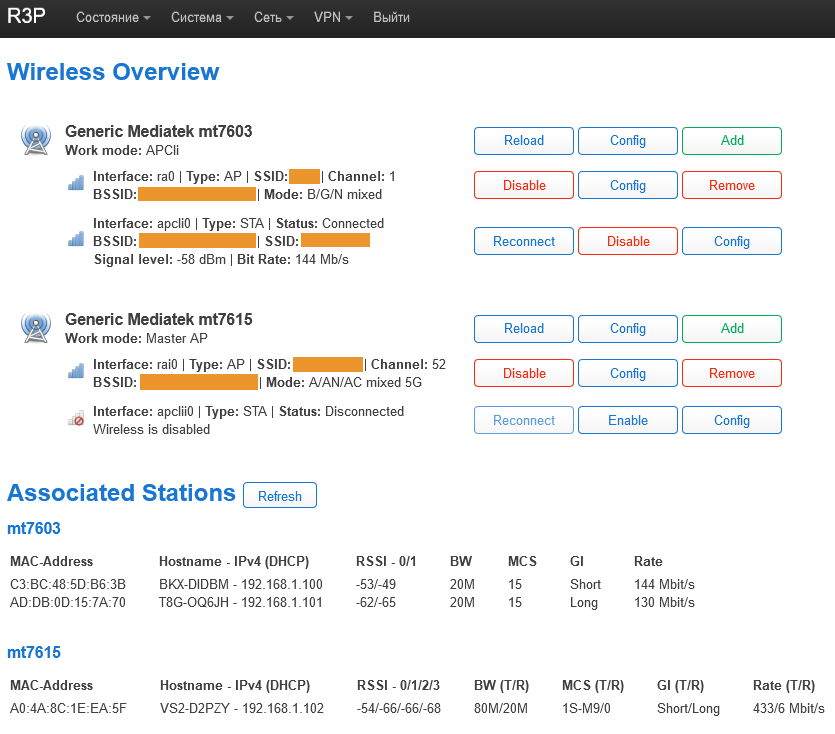 R3P Состояние Система Сеть VPN Выйти
Wireless Overview
Generic Mediatek mt7603
Work mode: APCli
Reload Config Add
Interface: ra0 | Type: AP | SSID: | Channel: 1
BSSID: | Mode: B/G/N mixed
Disable Config Remove
Interface: apcli0 | Type: STA | Status: Connected
BSSID: | SSID:
Signal level: -58 dBm | Bit Rate: 144 Mb/s
Reconnect Disable Config
Generic Mediatek mt7615
Work mode: Master AP
Reload Config Add
Interface: rai0 | Type: AP | SSID: | Channel: 52
BSSID: | Mode: A/AN/AC mixed 5G
Disable Config Remove
Interface: apclii0 | Type: STA | Status: Disconnected
Wireless is disabled
Reconnect Enable Config
Associated Stations Refresh
mt7603
MAC-Address Hostname - IPv4 (DHCP) RSSI - 0/1 BW MCS GI Rate
C3:BC:48:5D:B6:3B BKX-DIDBM - 192.168.1.100 -53/-49 20M 15 Short 144 Mbit/s
AD:DB:0D:15:7A:70 T8G-OQ6JH - 192.168.1.101 -62/-65 20M 15 Long 130 Mbit/s
mt7615
MAC-Address Hostname - IPv4 (DHCP) RSSI - 0/1/2/3 BW (T/R) MCS (T/R) GI (T/R) Rate (T/R)
A0:4A:8C:1E:EA:5F VS2-D2PZY - 192.168.1.102 -54/-66/-66/-68 80M/20M 1S-M9/0 Short/Long 433/6 Mbit/s